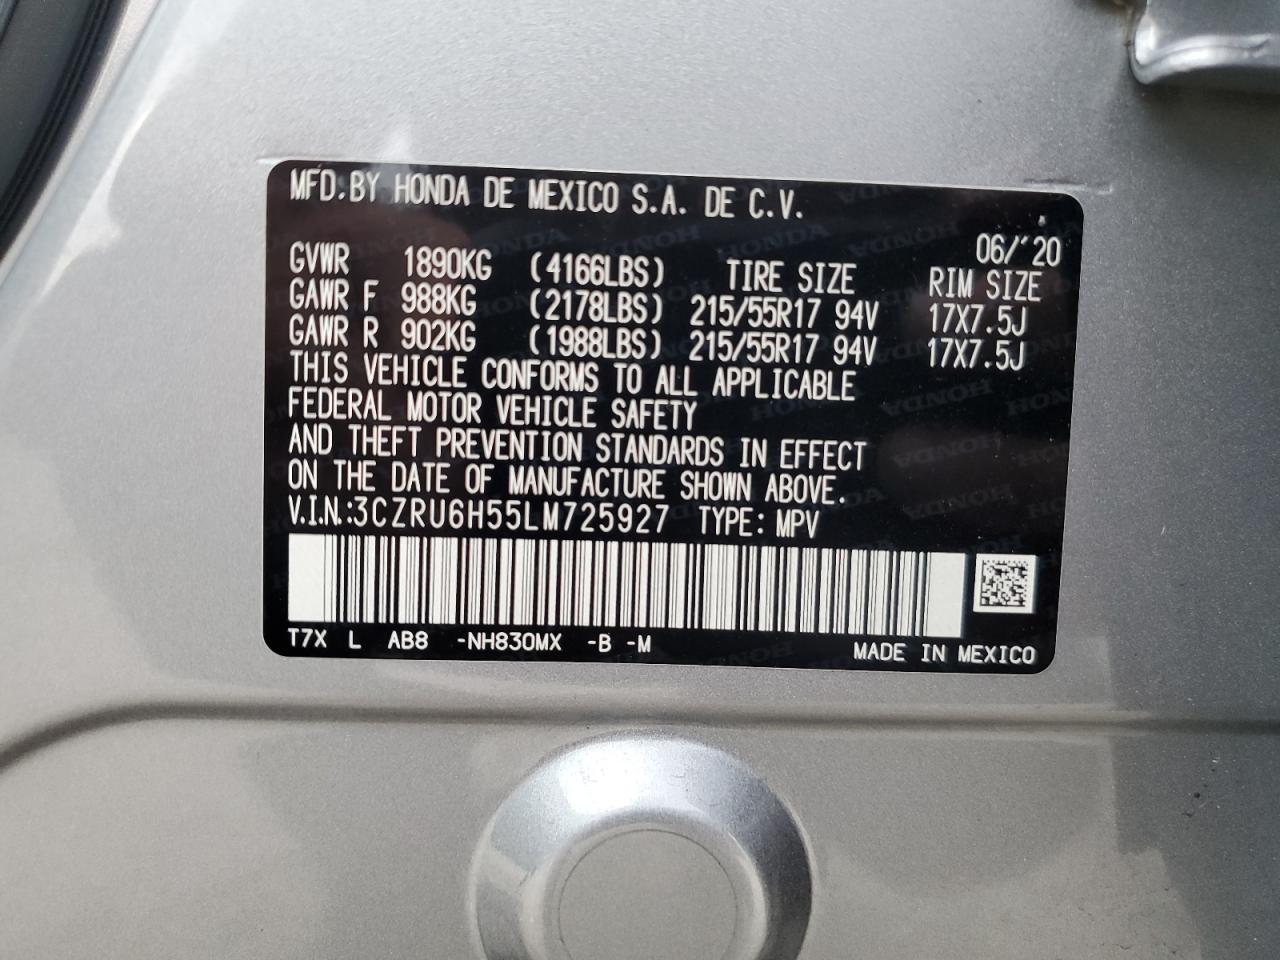 MFD.BY HONDA DE MEXICO S.A. DE C.V.
06/'20
GVWR 1890KG (4166LBS) TIRE SIZE RIM SIZE
GAWR F 988KG (2178LBS) 215/55R17 94V 17X7.5J
GAWR R 902KG (1988LBS) 215/55R17 94V 17X7.5J
THIS VEHICLE CONFORMS TO ALL APPLICABLE
FEDERAL MOTOR VEHICLE SAFETY
AND THEFT PREVENTION STANDARDS IN EFFECT
ON THE DATE OF MANUFACTURE SHOWN ABOVE.
V.I.N.:3CZRU6H55LM725927 TYPE: MPV
T7X L AB8 -NH830MX -B -M
MADE IN MEXICO